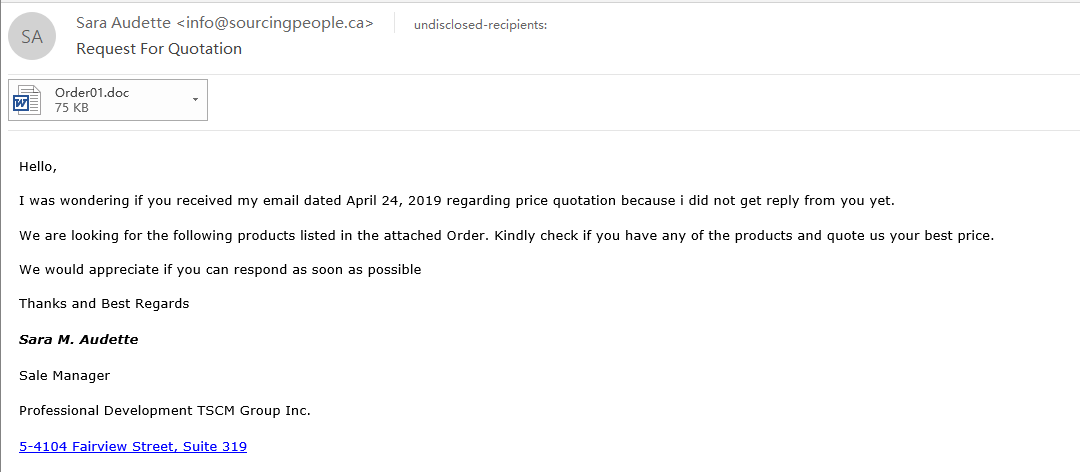 SA
Sara Audette <info@sourcingpeople.ca>
undisclosed-recipients:
Request For Quotation
Order01.doc
75 KB
Hello,
I was wondering if you received my email dated April 24, 2019 regarding price quotation because i did not get reply from you yet.
We are looking for the following products listed in the attached Order. Kindly check if you have any of the products and quote us your best price.
We would appreciate if you can respond as soon as possible
Thanks and Best Regards
Sara M. Audette
Sale Manager
Professional Development TSCM Group Inc.
5-4104 Fairview Street, Suite 319